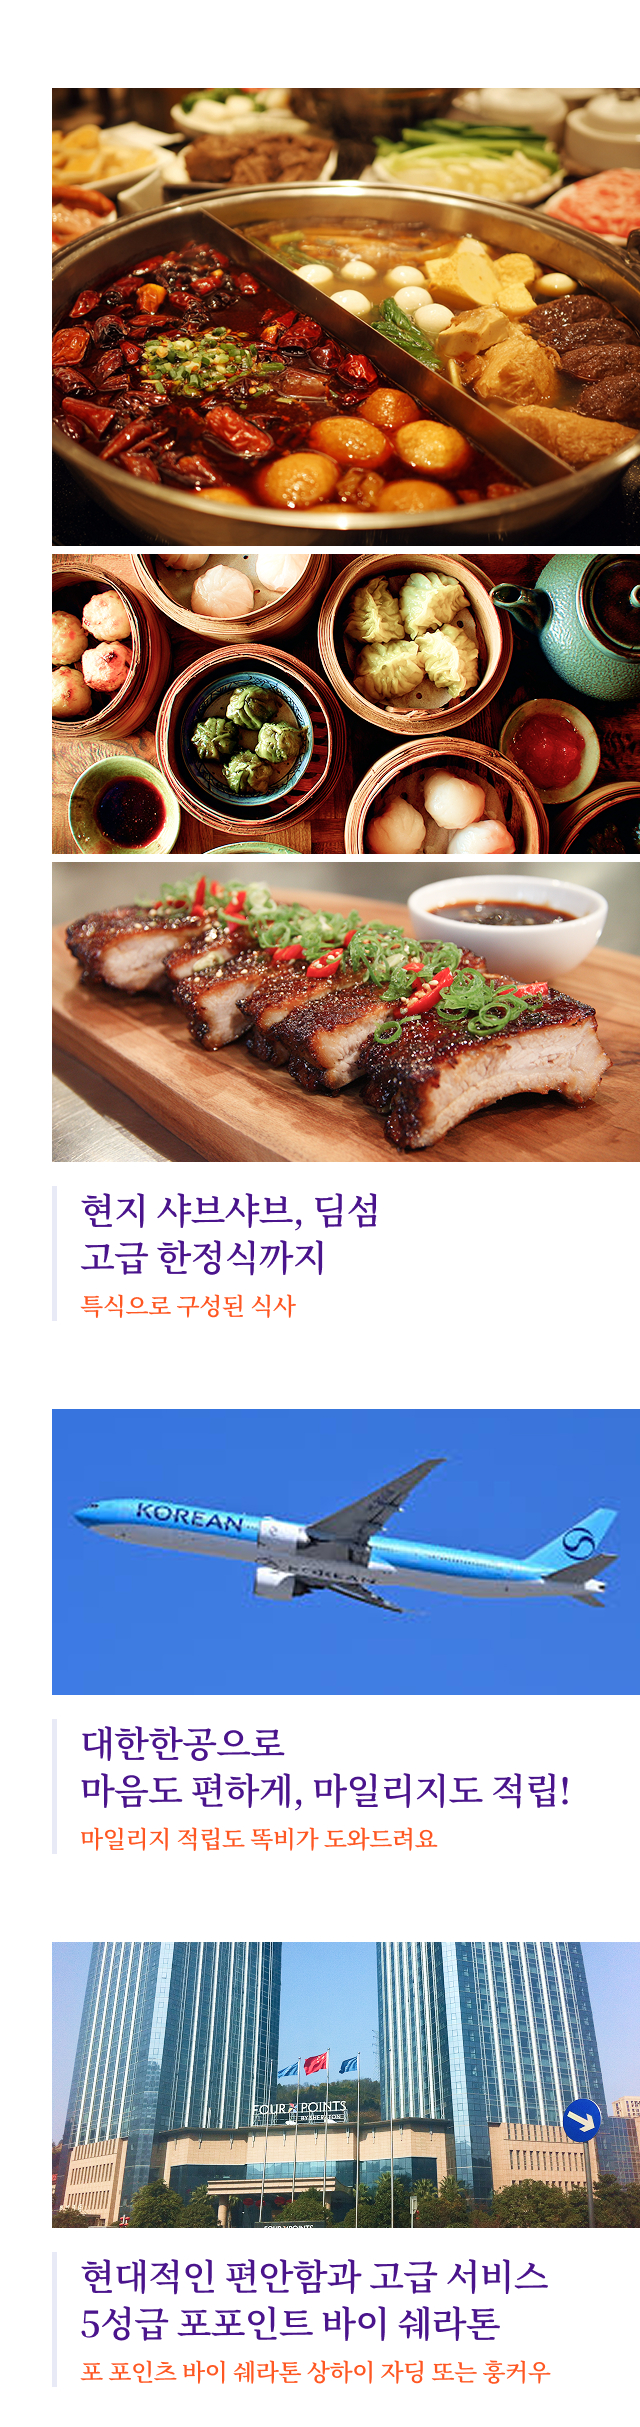 현지 샤브샤브, 딤섬
고급 한정식까지
특식으로 구성된 식사
KOREAN
대한한공으로
마음도 편하게, 마일리지도 적립!
마일리지 적립도 똑비가 도와드려요
FOUR POINTS
BY SHERATON
현대적인 편안함과 고급 서비스
5성급 포포인트 바이 쉐라톤
포 포인츠 바이 쉐라톤 상하이 자딩 또는 훙커우